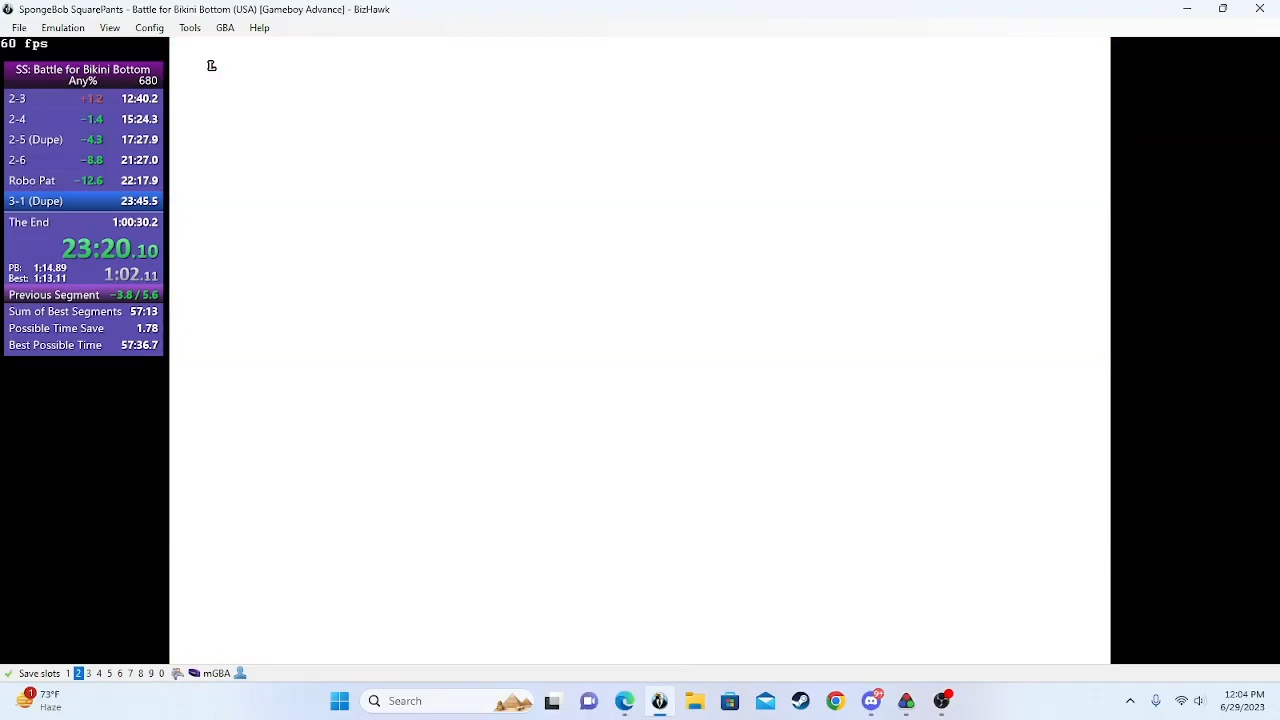 SpongeBob SquarePants - Battle for Bikini Bottom (USA) [Gameboy Advance] - BizHawk
File Emulation View Config Tools GBA Help
60 fps
L
SS: Battle for Bikini Bottom
Any% 680
2-3 +1.2 12:40.2
2-4 −1.4 15:24.3
2-5 (Dupe) −4.3 17:27.9
2-6 −8.8 21:27.0
Robo Pat −12.6 22:17.9
3-1 (Dupe) 23:45.5
The End 1:00:30.2
23:20.10
PB: 1:14.89
Best: 1:13.11 1:02.11
Previous Segment −3.8 / 5.6
Sum of Best Segments 57:13
Possible Time Save 1.78
Best Possible Time 57:36.7
Save slots 1 2 3 4 5 6 7 8 9 0 mGBA
1 73°F
Haze
Search
9+
12:04 PM
6/29/2023